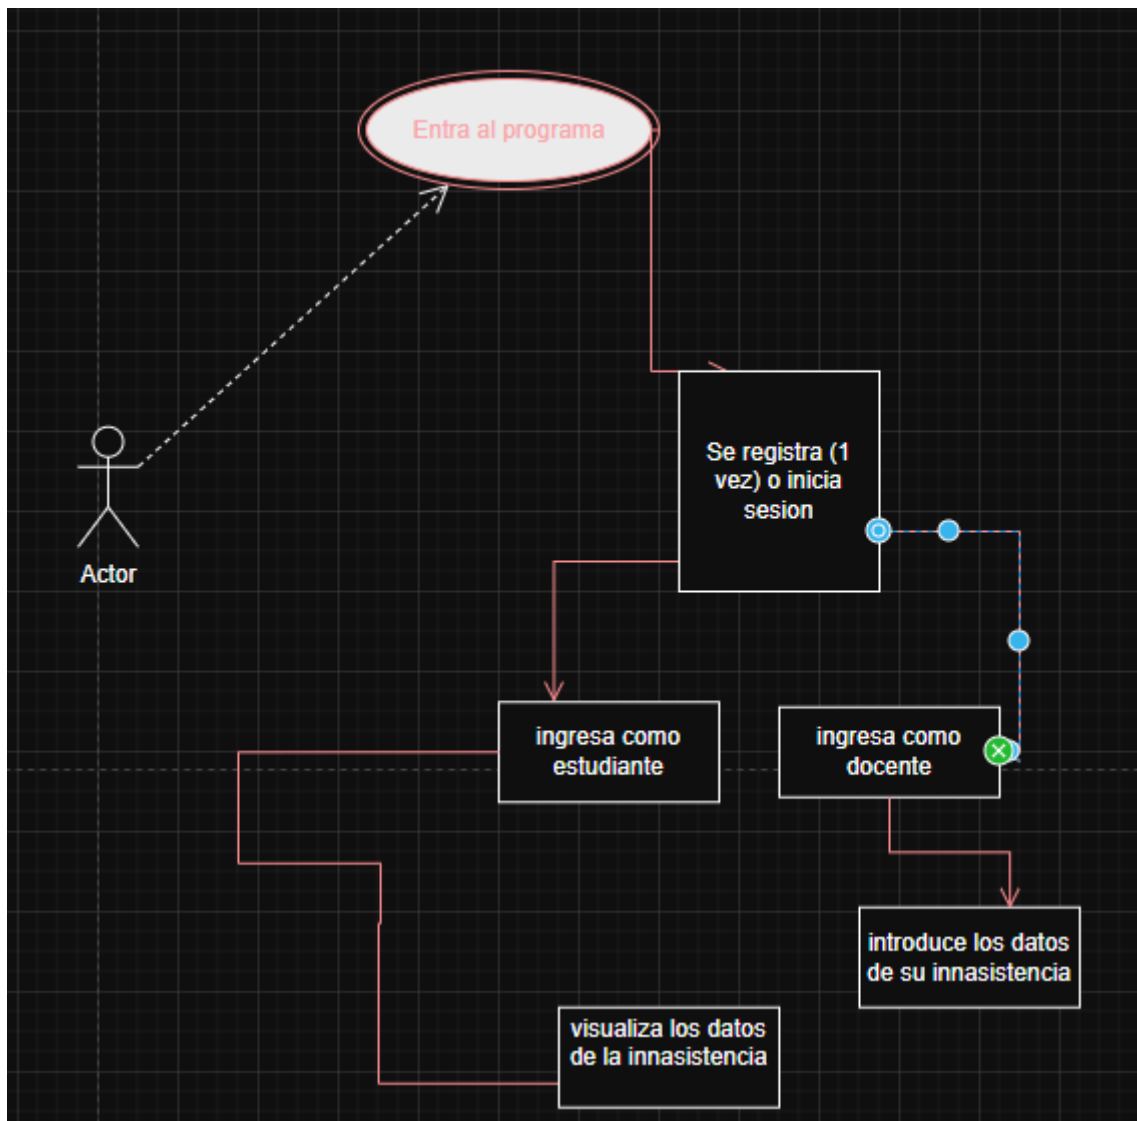 Entra al programa
Se registra (1
vez) o inicia
sesion
Actor
ingresa como
estudiante
ingresa como
docente
introduce los datos
de su innasistencia
visualiza los datos
de la innasistencia